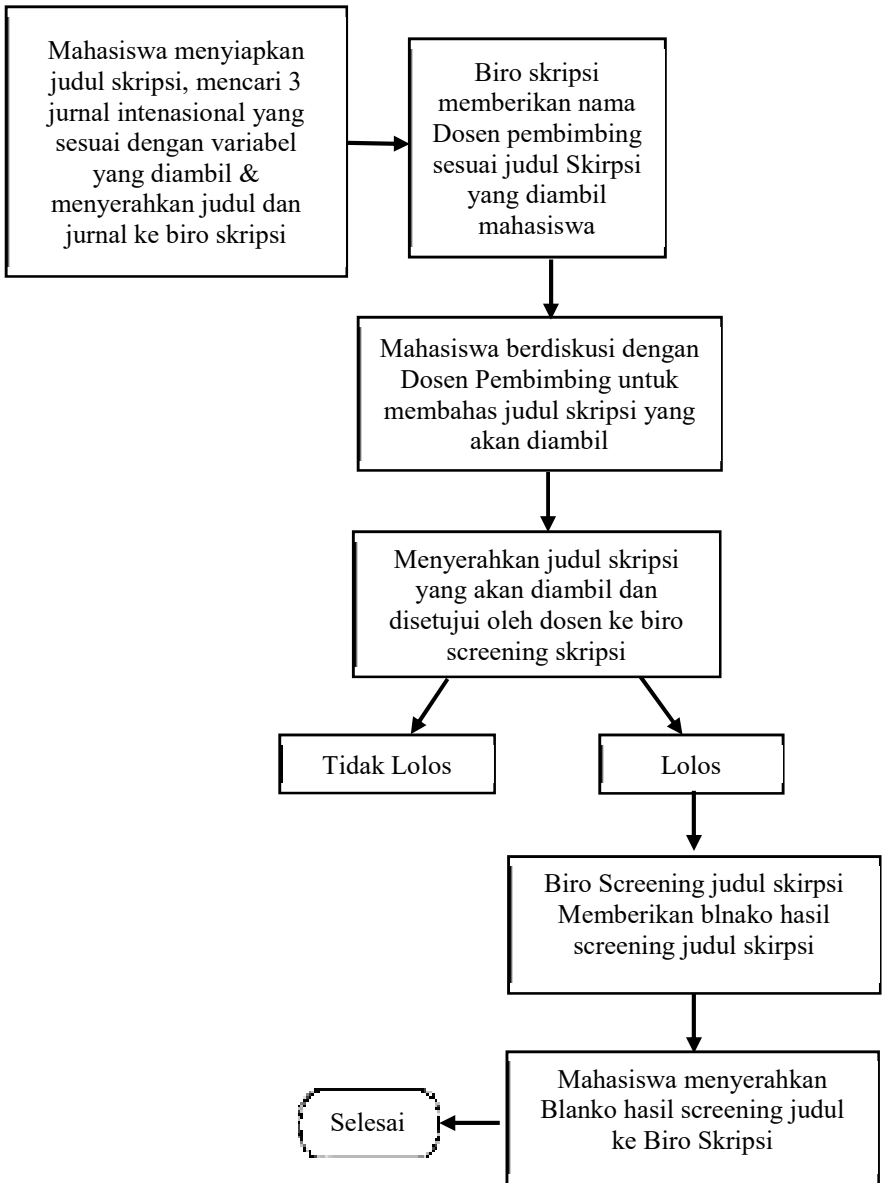 Mahasiswa menyiapkan
judul skripsi, mencari 3
jurnal intenasional yang
sesuai dengan variabel
yang diambil &
menyerahkan judul dan
jurnal ke biro skripsi
Biro skripsi
memberikan nama
Dosen pembimbing
sesuai judul Skirpsi
yang diambil
mahasiswa
Mahasiswa berdiskusi dengan
Dosen Pembimbing untuk
membahas judul skripsi yang
akan diambil
Menyerahkan judul skripsi
yang akan diambil dan
disetujui oleh dosen ke biro
screening skripsi
Tidak Lolos
Lolos
Biro Screening judul skirpsi
Memberikan blnako hasil
screening judul skirpsi
Mahasiswa menyerahkan
Blanko hasil screening judul
ke Biro Skripsi
Selesai